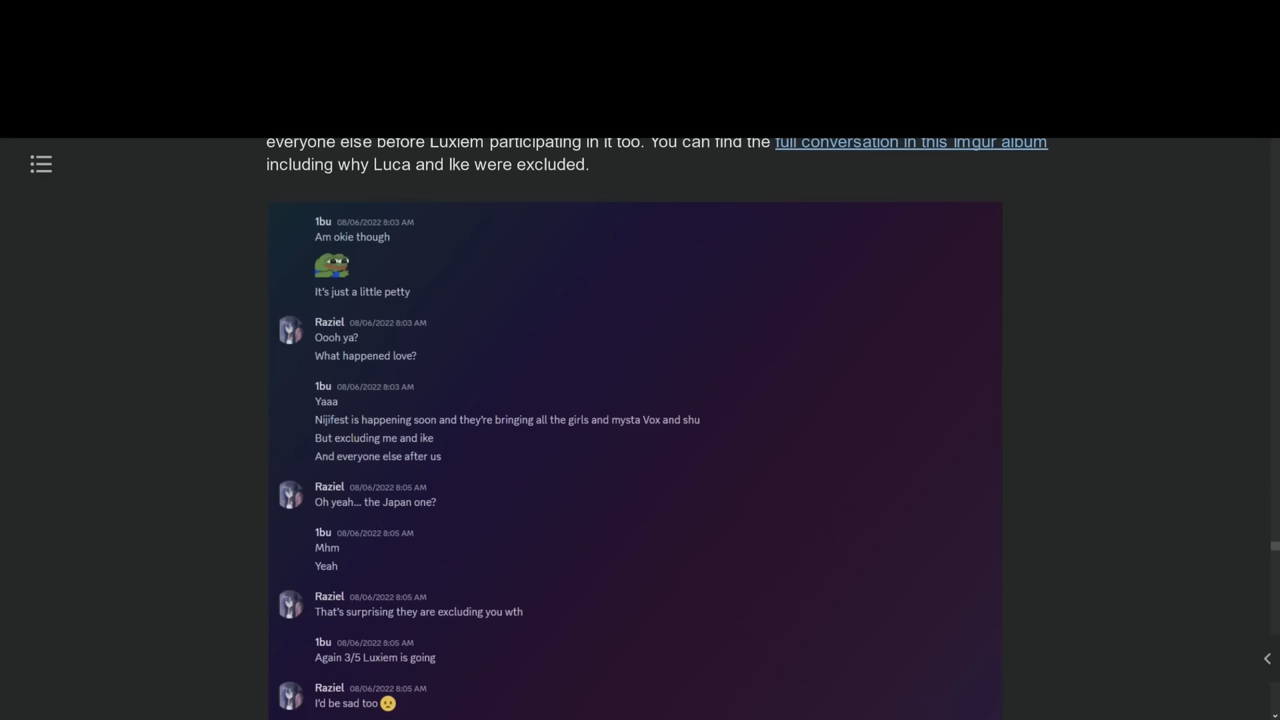 everyone else before Luxiem participating in it too. You can find the full conversation in this imgur album
including why Luca and Ike were excluded.
1bu 08/06/2022 8:03 AM
Am okie though
It's just a little petty
Raziel 08/06/2022 8:03 AM
Oooh ya?
What happened love?
1bu 08/06/2022 8:03 AM
Yaaa
Nijifest is happening soon and they're bringing all the girls and mysta Vox and shu
But excluding me and ike
And everyone else after us
Raziel 08/06/2022 8:05 AM
Oh yeah... the Japan one?
1bu 08/06/2022 8:05 AM
Mhm
Yeah
Raziel 08/06/2022 8:05 AM
That's surprising they are excluding you wth
1bu 08/06/2022 8:05 AM
Again 3/5 Luxiem is going
Raziel 08/06/2022 8:05 AM
I'd be sad too